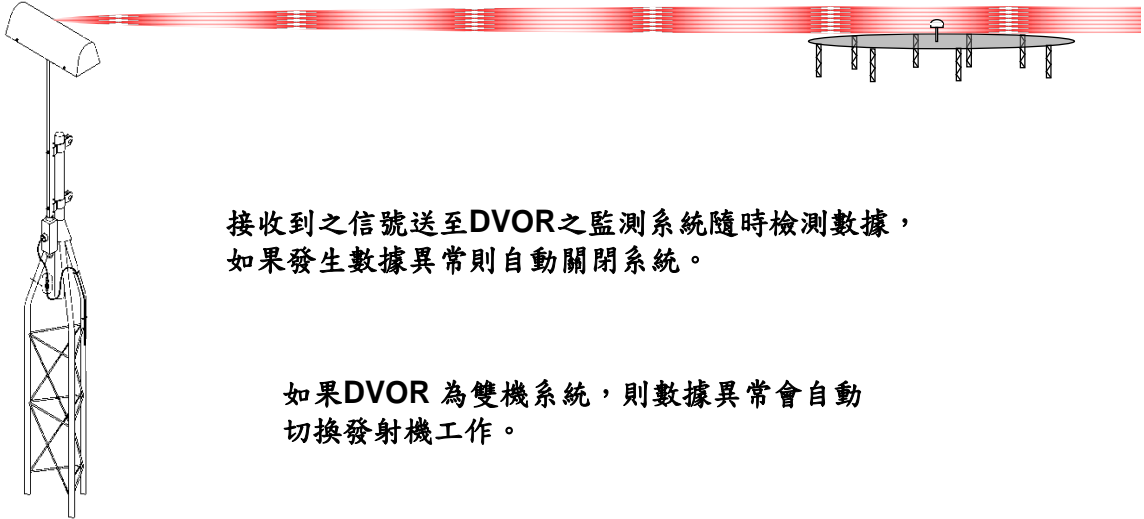 接收到之信號送至DVOR之監測系統隨時檢測數據，
如果發生數據異常則自動關閉系統。
如果DVOR 為雙機系統，則數據異常會自動
切換發射機工作。